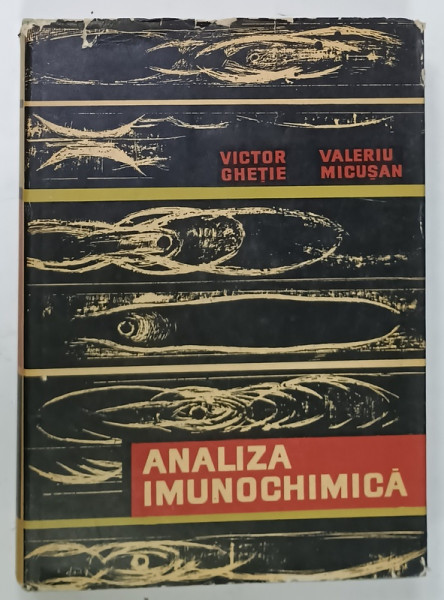 VICTOR GHEȚIE
VALERIU MICUȘAN
ANALIZA
IMUNOCHIMICĂ